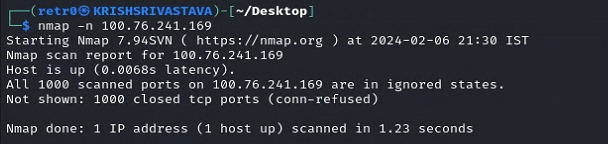 ┌──(retr0㉿KRISHSRIVASTAVA)-[~/Desktop]
└─$ nmap -n 100.76.241.169
Starting Nmap 7.94SVN ( https://nmap.org ) at 2024-02-06 21:30 IST
Nmap scan report for 100.76.241.169
Host is up (0.0068s latency).
All 1000 scanned ports on 100.76.241.169 are in ignored states.
Not shown: 1000 closed tcp ports (conn-refused)
Nmap done: 1 IP address (1 host up) scanned in 1.23 seconds